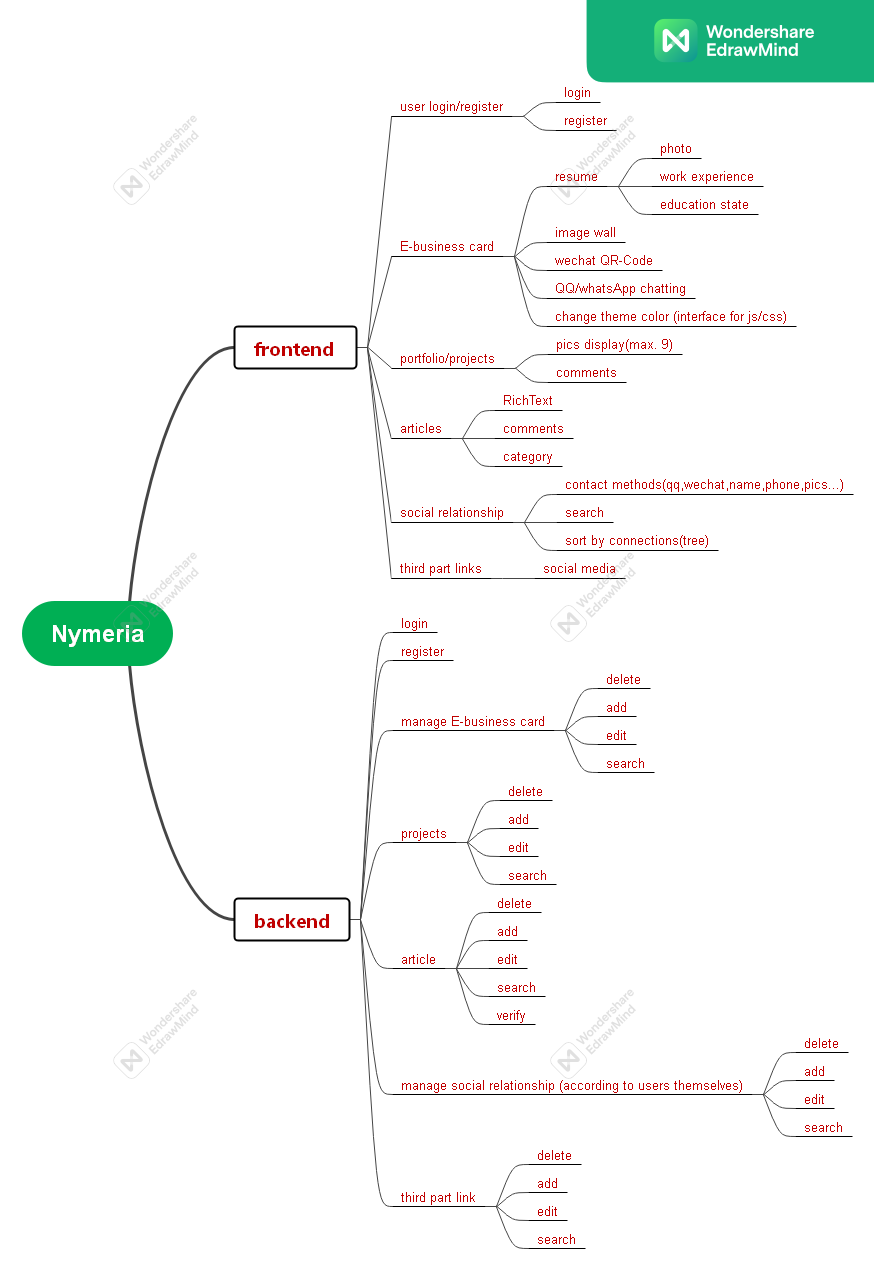 Wondershare
EdrawMind
login
user login/register
register
photo
resume
work experience
education state
E-business card
image wall
wechat QR-Code
QQ/whatsApp chatting
change theme color (interface for js/css)
frontend
pics display(max. 9)
portfolio/projects
comments
RichText
articles
comments
category
contact methods(qq,wechat,name,phone,pics...)
social relationship
search
sort by connections(tree)
third part links
social media
Nymeria
login
register
delete
add
manage E-business card
edit
search
delete
add
projects
edit
search
backend
delete
add
article
edit
search
verify
delete
add
manage social relationship (according to users themselves)
edit
search
delete
add
third part link
edit
search
Wondershare
EdrawMind
Wondershare
EdrawMind
Wondershare
EdrawMind
Wondershare
EdrawMind
Wondershare
EdrawMind
Wondershare
EdrawMind